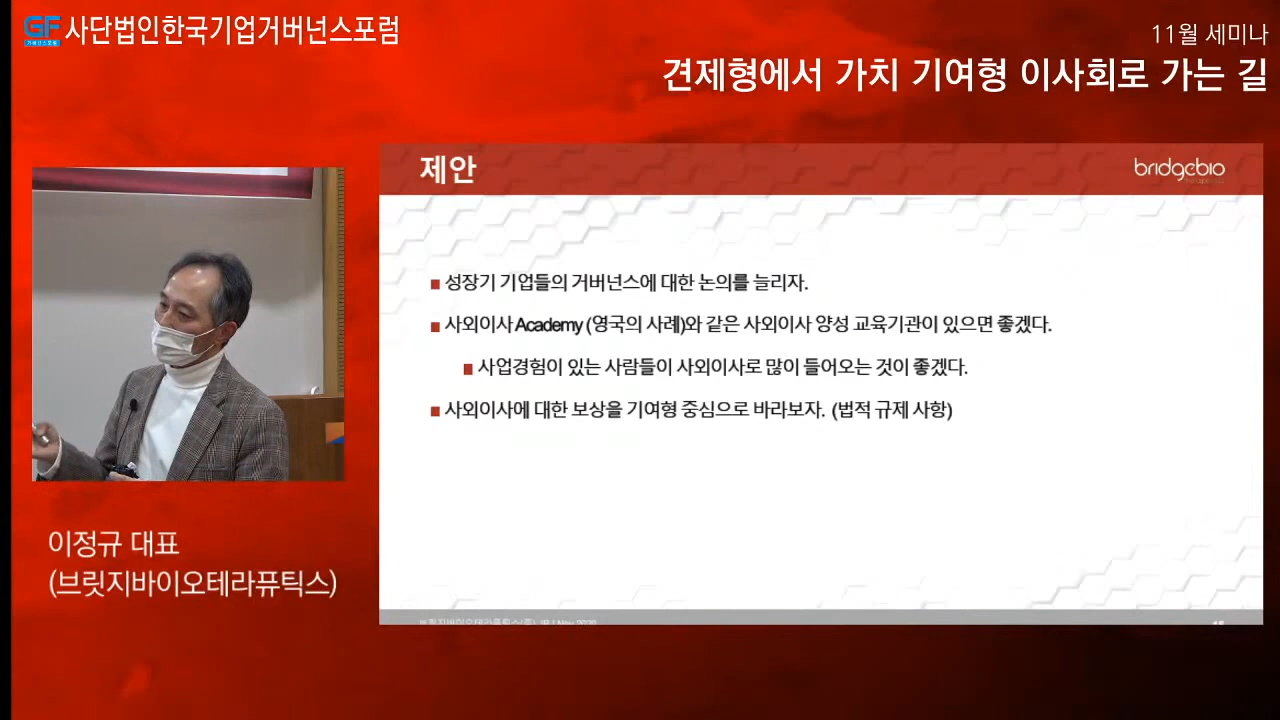 GF 사단법인한국기업거버넌스포럼
거버넌스포럼
11월 세미나
견제형에서 가치 기여형 이사회로 가는 길
제안
bridgebio
성장기 기업들의 거버넌스에 대한 논의를 늘리자.
사외이사 Academy (영국의 사례)와 같은 사외이사 양성 교육기관이 있으면 좋겠다.
사업경험이 있는 사람들이 사외이사로 많이 들어오는 것이 좋겠다.
사외이사에 대한 보상을 기여형 중심으로 바라보자. (법적 규제 사항)
이정규 대표
(브릿지바이오테라퓨틱스)